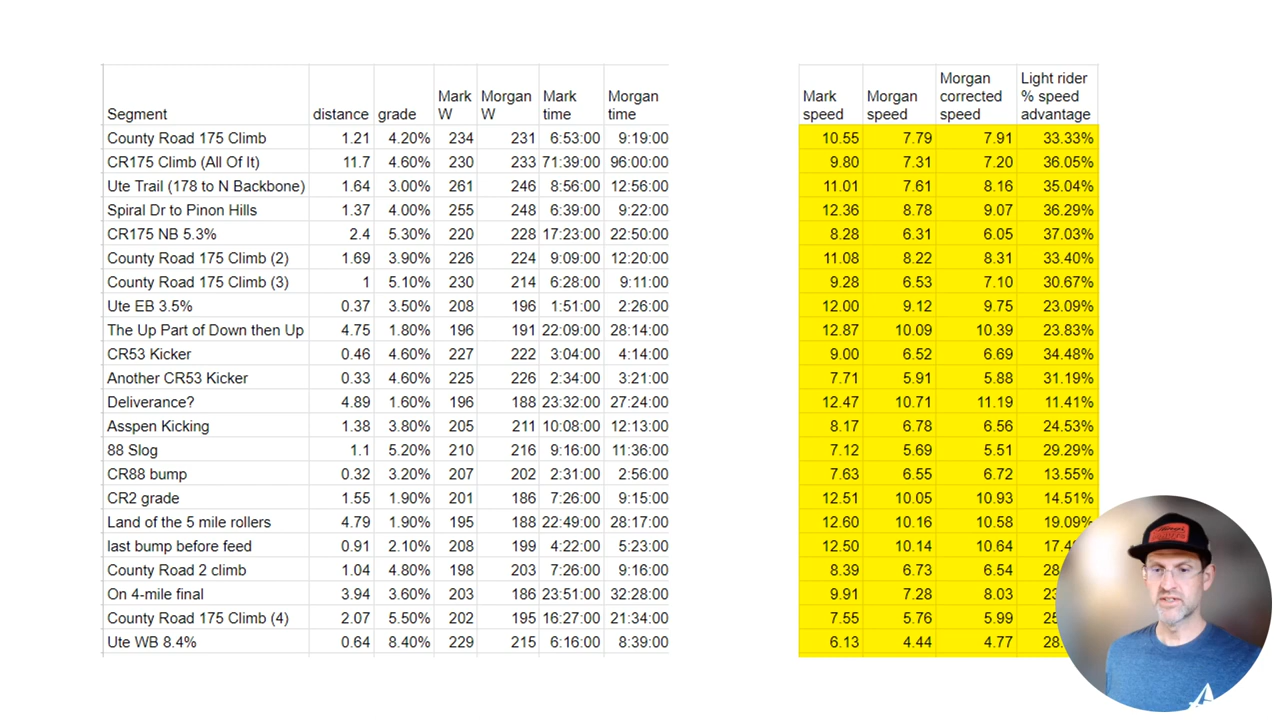 Segment distance grade Mark W Morgan W Mark time Morgan time Mark speed Morgan speed Morgan corrected speed Light rider % speed advantage
County Road 175 Climb 1.21 4.20% 234 231 6:53:00 9:19:00 10.55 7.79 7.91 33.33%
CR175 Climb (All Of It) 11.7 4.60% 230 233 71:39:00 96:00:00 9.80 7.31 7.20 36.05%
Ute Trail (178 to N Backbone) 1.64 3.00% 261 246 8:56:00 12:56:00 11.01 7.61 8.16 35.04%
Spiral Dr to Pinon Hills 1.37 4.00% 255 248 6:39:00 9:22:00 12.36 8.78 9.07 36.29%
CR175 NB 5.3% 2.4 5.30% 220 228 17:23:00 22:50:00 8.28 6.31 6.05 37.03%
County Road 175 Climb (2) 1.69 3.90% 226 224 9:09:00 12:20:00 11.08 8.22 8.31 33.40%
County Road 175 Climb (3) 1 5.10% 230 214 6:28:00 9:11:00 9.28 6.53 7.10 30.67%
Ute EB 3.5% 0.37 3.50% 208 196 1:51:00 2:26:00 12.00 9.12 9.75 23.09%
The Up Part of Down then Up 4.75 1.80% 196 191 22:09:00 28:14:00 12.87 10.09 10.39 23.83%
CR53 Kicker 0.46 4.60% 227 222 3:04:00 4:14:00 9.00 6.52 6.69 34.48%
Another CR53 Kicker 0.33 4.60% 225 226 2:34:00 3:21:00 7.71 5.91 5.88 31.19%
Deliverance? 4.89 1.60% 196 188 23:32:00 27:24:00 12.47 10.71 11.19 11.41%
Asspen Kicking 1.38 3.80% 205 211 10:08:00 12:13:00 8.17 6.78 6.56 24.53%
88 Slog 1.1 5.20% 210 216 9:16:00 11:36:00 7.12 5.69 5.51 29.29%
CR88 bump 0.32 3.20% 207 202 2:31:00 2:56:00 7.63 6.55 6.72 13.55%
CR2 grade 1.55 1.90% 201 186 7:26:00 9:15:00 12.51 10.05 10.93 14.51%
Land of the 5 mile rollers 4.79 1.90% 195 188 22:49:00 28:17:00 12.60 10.16 10.58 19.09%
last bump before feed 0.91 2.10% 208 199 4:22:00 5:23:00 12.50 10.14 10.64
County Road 2 climb 1.04 4.80% 198 203 7:26:00 9:16:00 8.39 6.73 6.54
On 4-mile final 3.94 3.60% 203 186 23:51:00 32:28:00 9.91 7.28 8.03
County Road 175 Climb (4) 2.07 5.50% 202 195 16:27:00 21:34:00 7.55 5.76 5.99
Ute WB 8.4% 0.64 8.40% 229 215 6:16:00 8:39:00 6.13 4.44 4.77